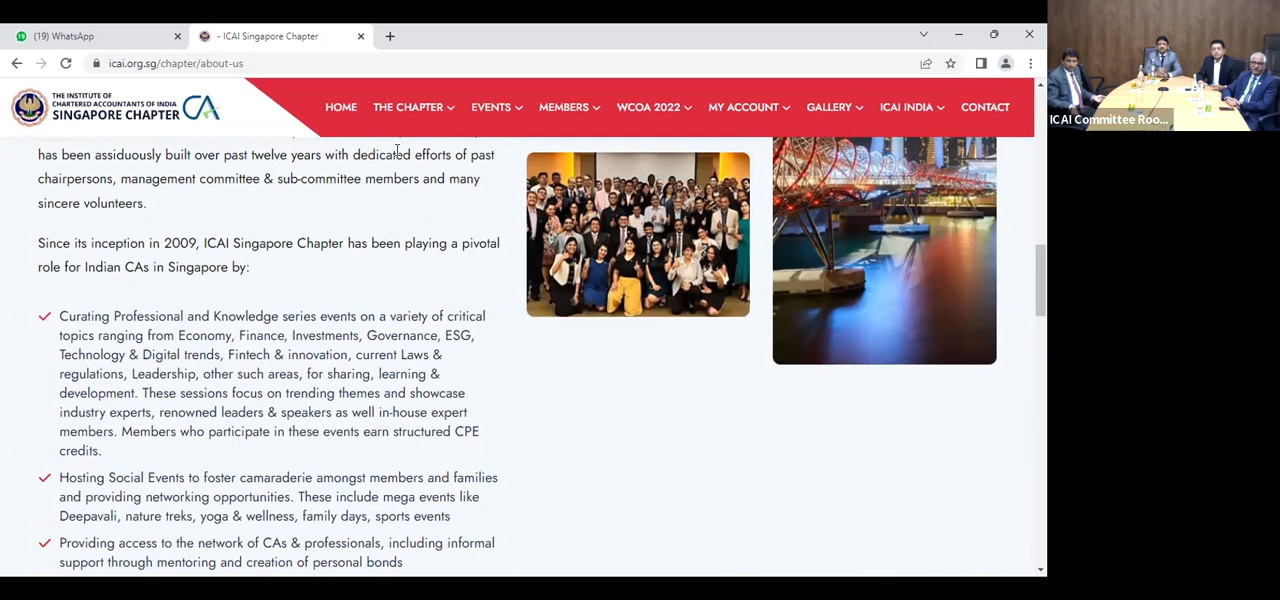 (19) WhatsApp
- ICAI Singapore Chapter
icai.org.sg/chapter/about-us
THE INSTITUTE OF
CHARTERED ACCOUNTANTS OF INDIA
SINGAPORE CHAPTER
CA
HOME THE CHAPTER EVENTS MEMBERS WCOA 2022 MY ACCOUNT GALLERY ICAI INDIA CONTACT
has been assiduously built over past twelve years with dedicated efforts of past
chairpersons, management committee & sub-committee members and many
sincere volunteers.
Since its inception in 2009, ICAI Singapore Chapter has been playing a pivotal
role for Indian CAs in Singapore by:
Curating Professional and Knowledge series events on a variety of critical
topics ranging from Economy, Finance, Investments, Governance, ESG,
Technology & Digital trends, Fintech & innovation, current Laws &
regulations, Leadership, other such areas, for sharing, learning &
development. These sessions focus on trending themes and showcase
industry experts, renowned leaders & speakers as well in-house expert
members. Members who participate in these events earn structured CPE
credits.
Hosting Social Events to foster camaraderie amongst members and families
and providing networking opportunities. These include mega events like
Deepavali, nature treks, yoga & wellness, family days, sports events
Providing access to the network of CAs & professionals, including informal
support through mentoring and creation of personal bonds
ICAI Committee Roo...